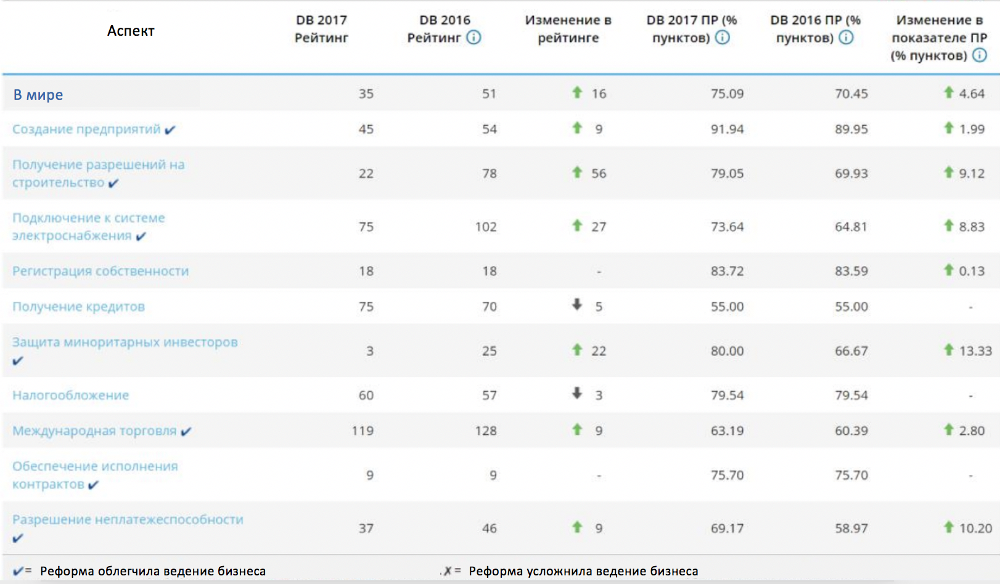 Аспект
DB 2017 Рейтинг
DB 2016 Рейтинг
Изменение в рейтинге
DB 2017 ПР (% пунктов)
DB 2016 ПР (% пунктов)
Изменение в показателе ПР (% пунктов)
В мире 35 51 16 75.09 70.45 4.64
Создание предприятий ✔ 45 54 9 91.94 89.95 1.99
Получение разрешений на
строительство ✔ 22 78 56 79.05 69.93 9.12
Подключение к системе
электроснабжения ✔ 75 102 27 73.64 64.81 8.83
Регистрация собственности 18 18 - 83.72 83.59 0.13
Получение кредитов 75 70 5 55.00 55.00 -
Защита миноритарных инвесторов
✔ 3 25 22 80.00 66.67 13.33
Налогообложение 60 57 3 79.54 79.54 -
Международная торговля ✔ 119 128 9 63.19 60.39 2.80
Обеспечение исполнения
контрактов ✔ 9 9 - 75.70 75.70 -
Разрешение неплатежеспособности
✔ 37 46 9 69.17 58.97 10.20
✔= Реформа облегчила ведение бизнеса .✗= Реформа усложнила ведение бизнеса